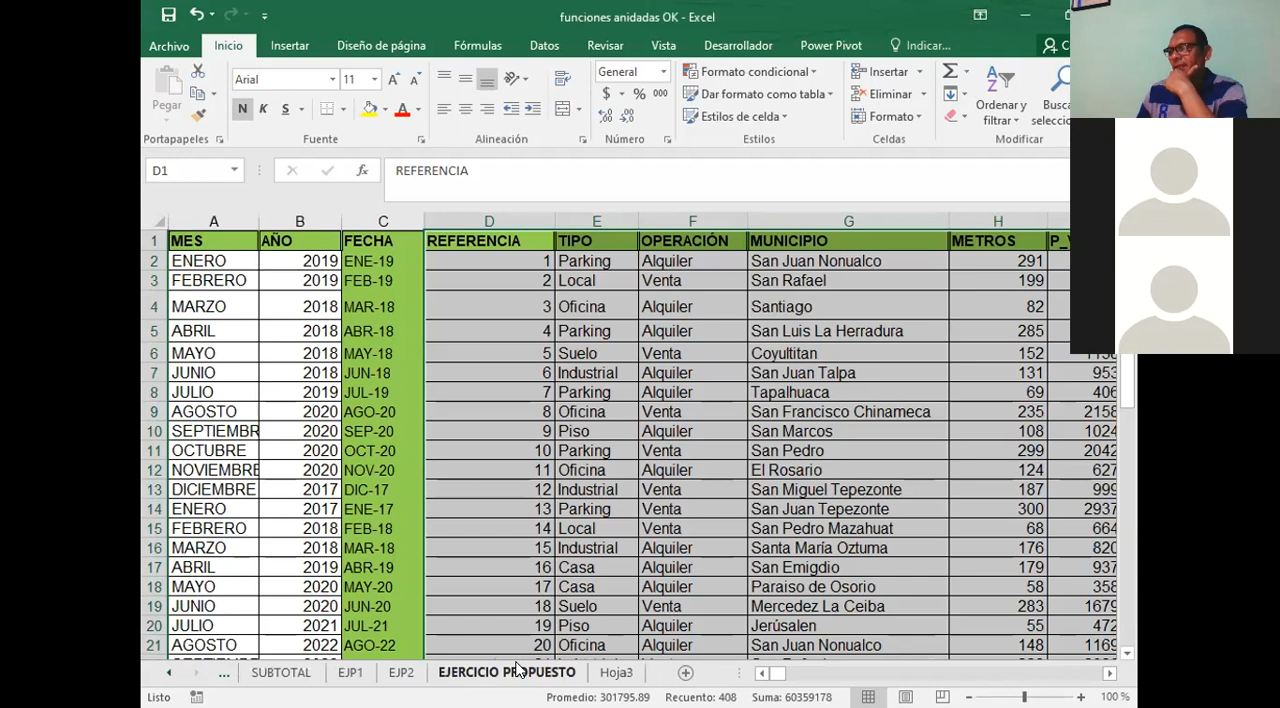 funciones anidadas OK - Excel
Archivo Inicio Insertar Diseño de página Fórmulas Datos Revisar Vista Desarrollador Power Pivot Indicar...
Pegar Arial 11 General Formato condicional Insertar
$ % 000 Dar formato como tabla Eliminar Ordenar y
N K S A Estilos de celda Formato filtrar
Portapapeles Fuente Alineación Número Estilos Celdas Modificar
D1 fx REFERENCIA
A B C D E F G H
1 MES AÑO FECHA REFERENCIA TIPO OPERACIÓN MUNICIPIO METROS
2 ENERO 2019 ENE-19 1 Parking Alquiler San Juan Nonualco 291
3 FEBRERO 2019 FEB-19 2 Local Venta San Rafael 199
4 MARZO 2018 MAR-18 3 Oficina Alquiler Santiago 82
5 ABRIL 2018 ABR-18 4 Parking Alquiler San Luis La Herradura 285
6 MAYO 2018 MAY-18 5 Suelo Venta Coyultitan 152
7 JUNIO 2018 JUN-18 6 Industrial Alquiler San Juan Talpa 131 953
8 JULIO 2019 JUL-19 7 Parking Venta Tapalhuaca 69 406
9 AGOSTO 2020 AGO-20 8 Oficina Venta San Francisco Chinameca 235 2158
10 SEPTIEMBR 2020 SEP-20 9 Piso Alquiler San Marcos 108 1024
11 OCTUBRE 2020 OCT-20 10 Parking Venta San Pedro 299 2042
12 NOVIEMBRE 2020 NOV-20 11 Oficina Alquiler El Rosario 124 627
13 DICIEMBRE 2017 DIC-17 12 Industrial Venta San Miguel Tepezonte 187 999
14 ENERO 2017 ENE-17 13 Parking Venta San Juan Tepezonte 300 2937
15 FEBRERO 2018 FEB-18 14 Local Venta San Pedro Mazahuat 68 664
16 MARZO 2018 MAR-18 15 Industrial Alquiler Santa María Oztuma 176 820
17 ABRIL 2019 ABR-19 16 Casa Alquiler San Emigdio 179 937
18 MAYO 2020 MAY-20 17 Casa Alquiler Paraiso de Osorio 58 358
19 JUNIO 2020 JUN-20 18 Suelo Venta Mercedez La Ceiba 283 1679
20 JULIO 2021 JUL-21 19 Piso Alquiler Jerúsalen 55 472
21 AGOSTO 2022 AGO-22 20 Oficina Alquiler San Juan Nonualco 148 1169
... SUBTOTAL EJP1 EJP2 EJERCICIO PROPUESTO Hoja3
Listo Promedio: 301795.89 Recuento: 408 Suma: 60359178 100 %